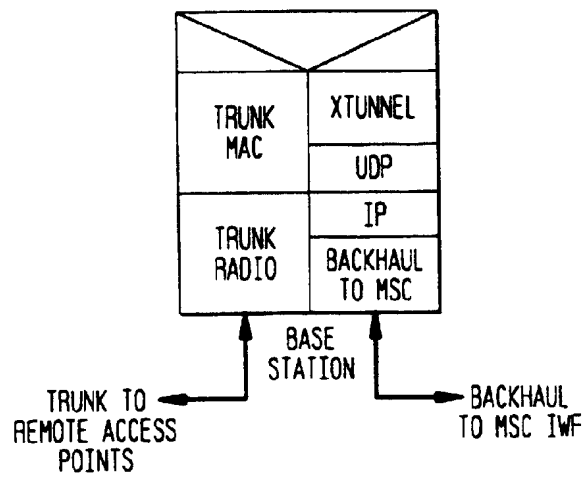 TRUNK
MAC
XTUNNEL
UDP
IP
TRUNK
RADIO
BACKHAUL
TO MSC
BASE
STATION
TRUNK TO
REMOTE ACCESS
POINTS
BACKHAUL
TO MSC IWF